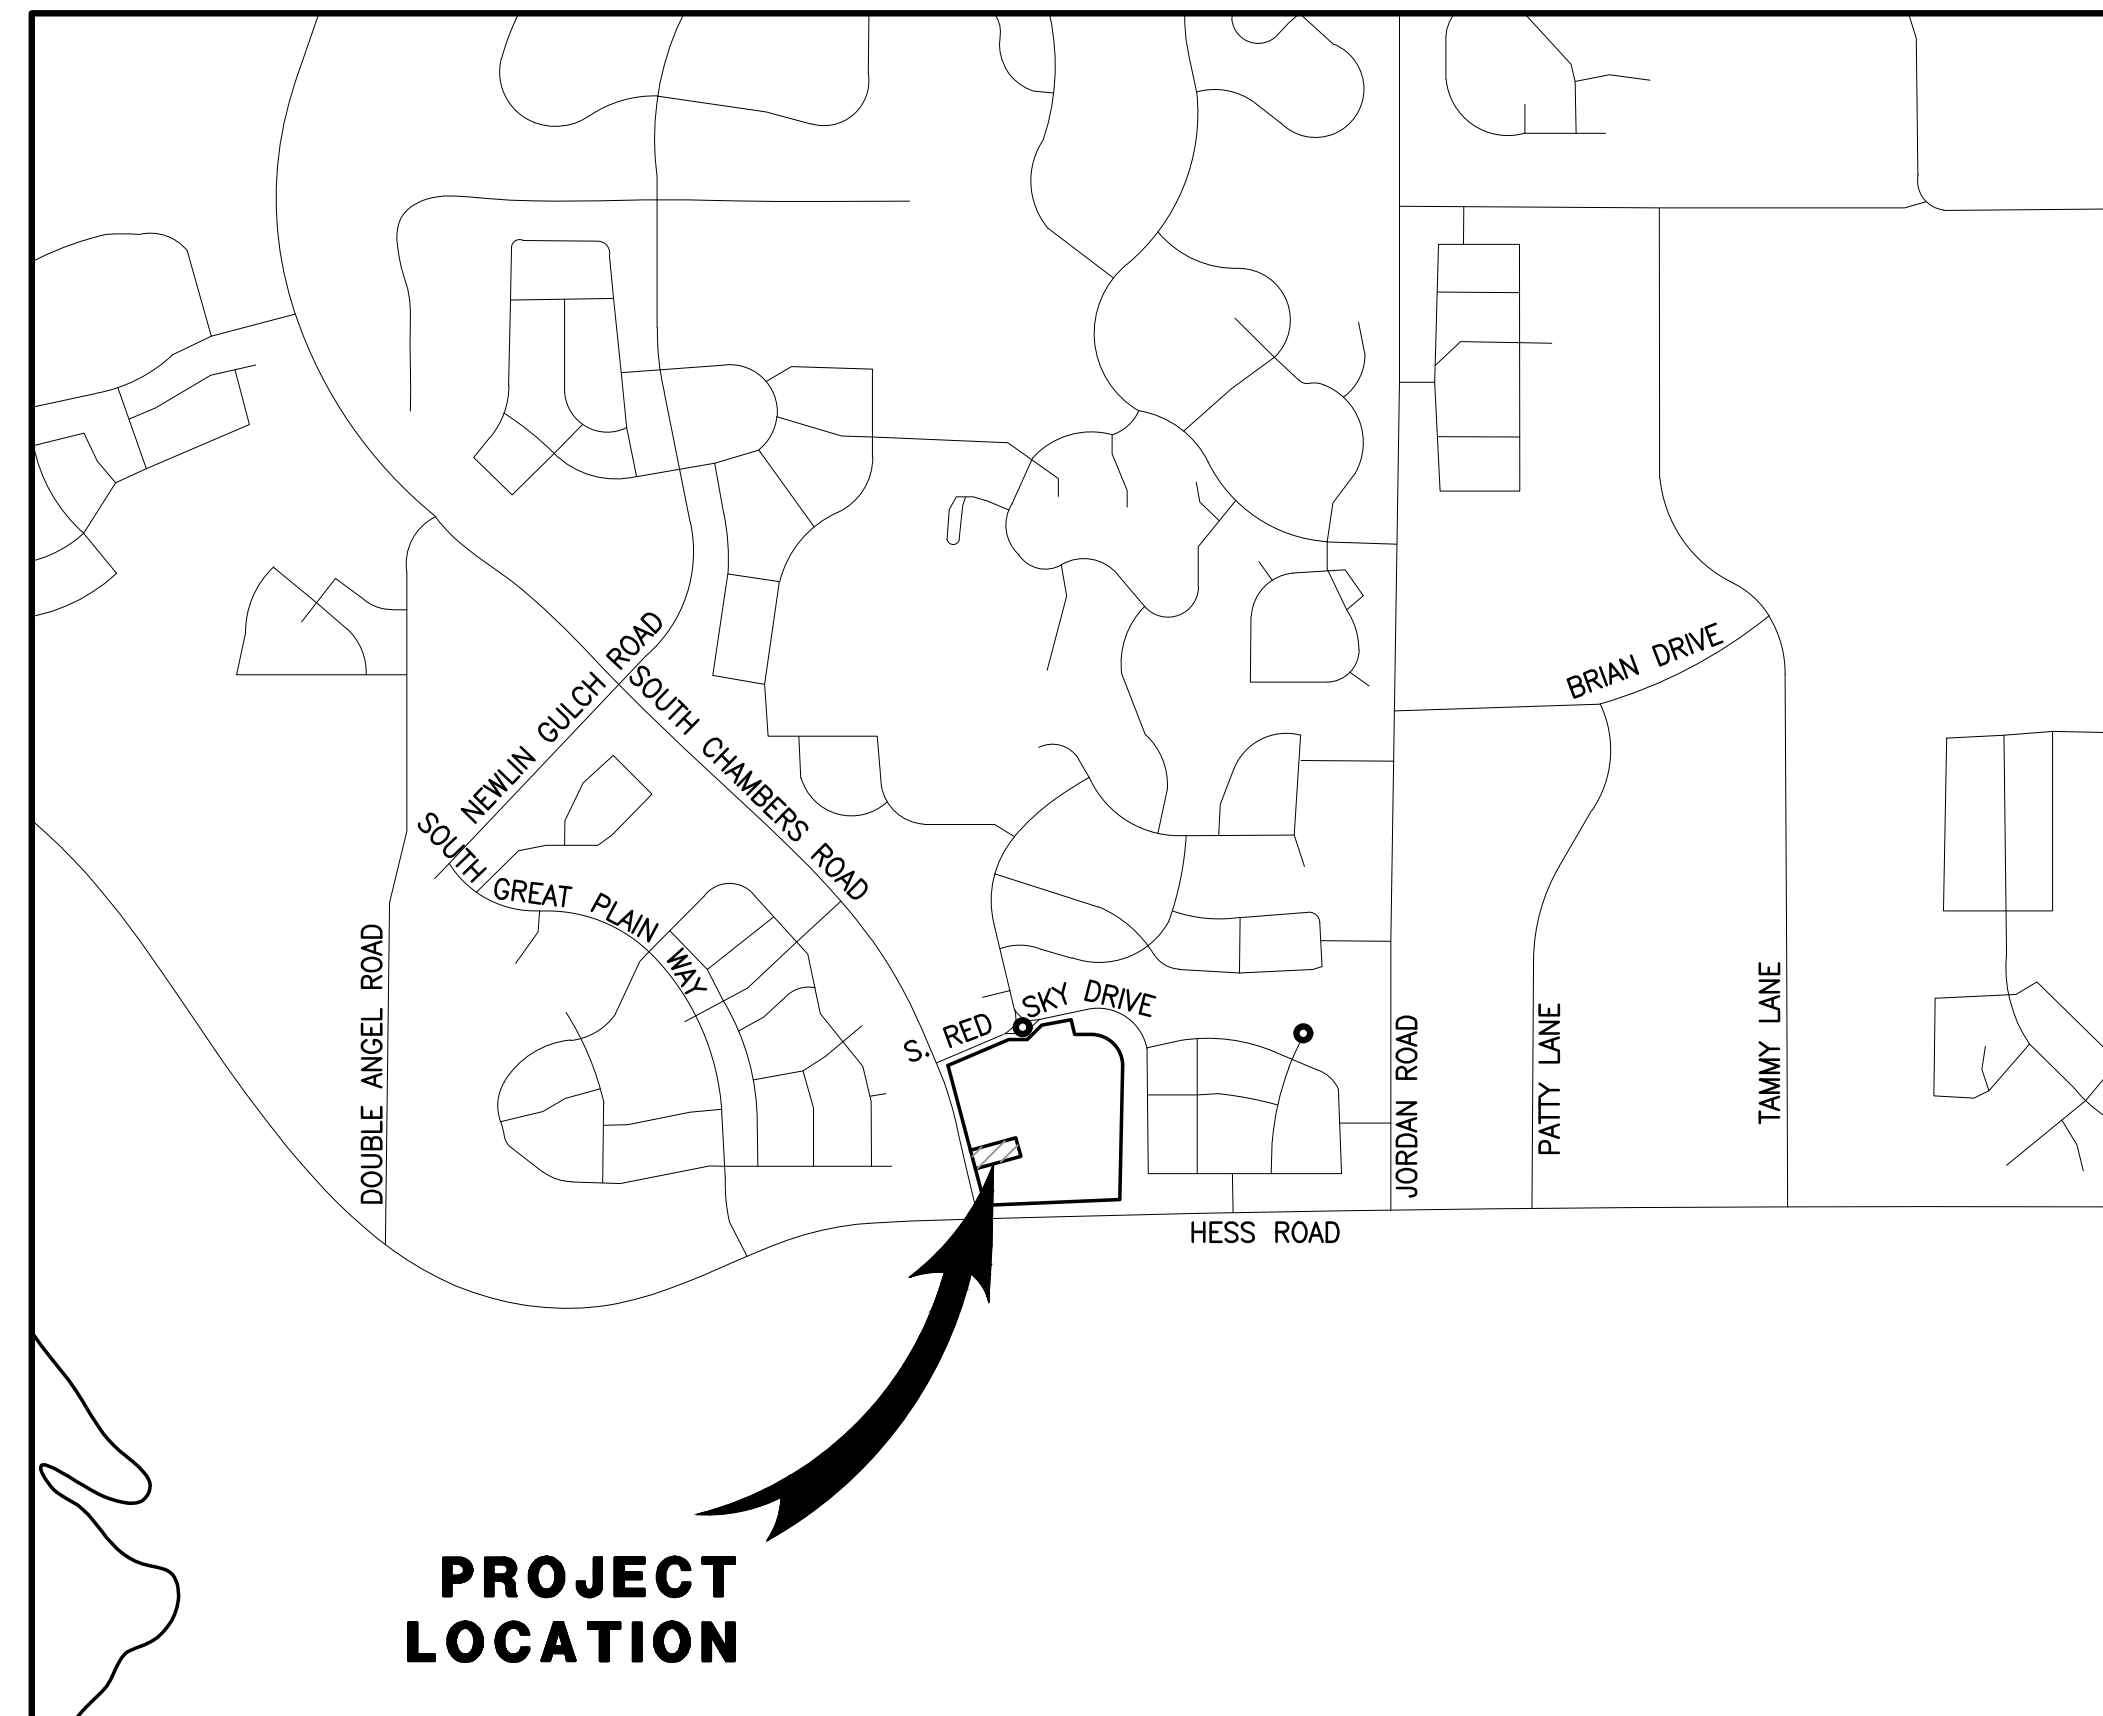 NEWLIN GULCH ROAD
SOUTH CHAMBERS ROAD
BRIAN DRIVE
SOUTH GREAT PLAIN WAY
DOUBLE ANGEL ROAD
S. RED SKY DRIVE
JORDAN ROAD
PATTY LANE
TAMMY LANE
HESS ROAD
PROJECT
LOCATION